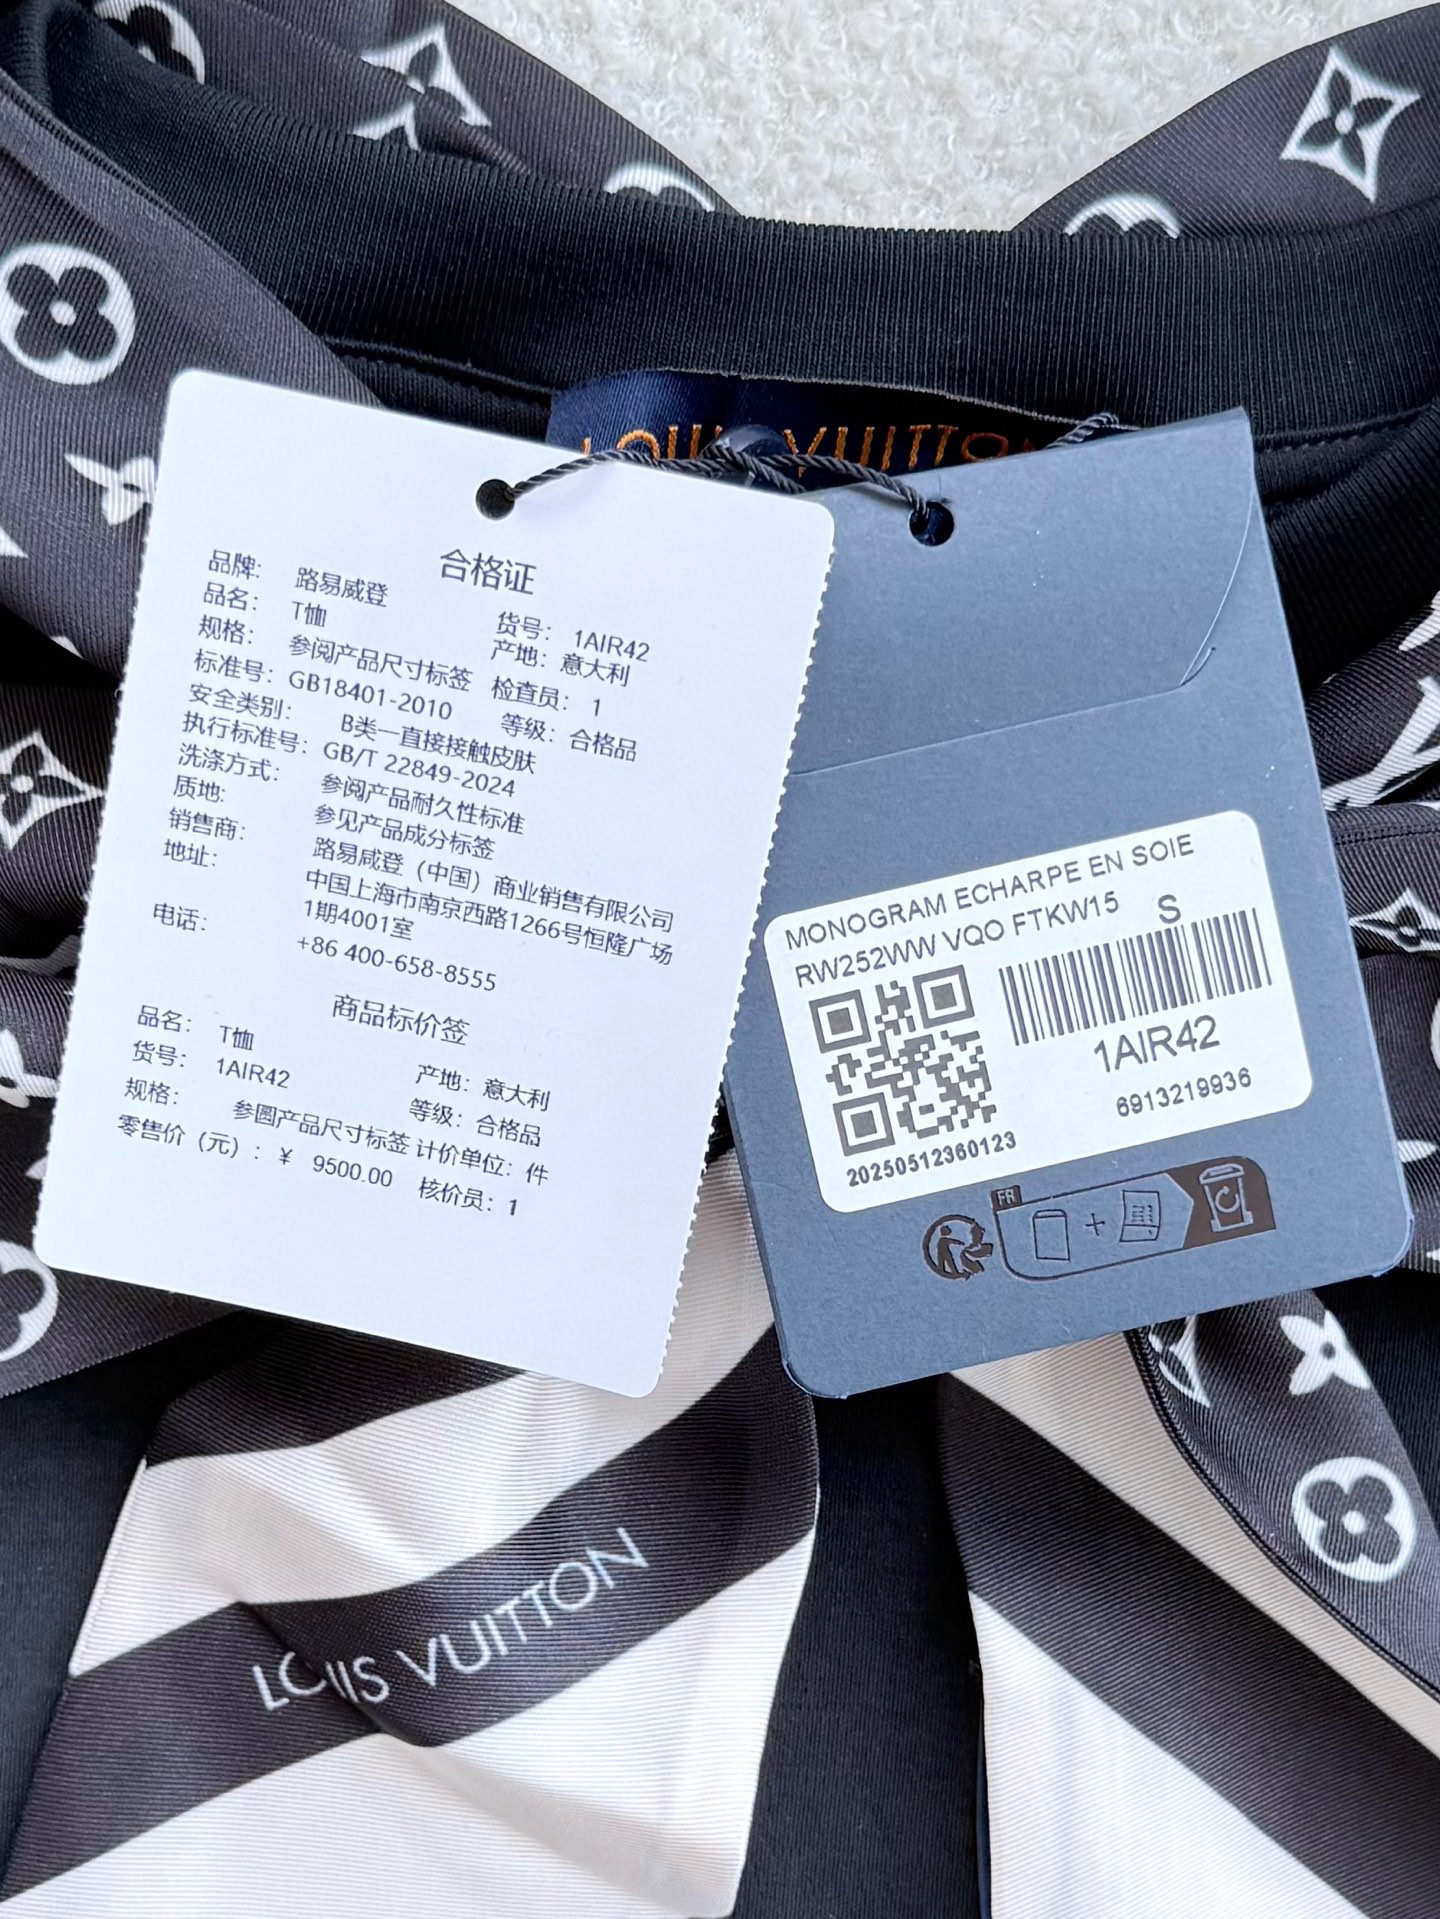 LOUIS VUITTON
合格证
品牌: 路易威登
品名: T恤 货号: 1AIR42
规格: 参阅产品尺寸标签 产地: 意大利
标准号: GB18401-2010 检查员: 1
安全类别: B类一直接接触皮肤 等级: 合格品
执行标准号: GB/T 22849-2024
洗涤方式: 参阅产品耐久性标准
质地: 参见产品成分标签
销售商: 路易威登（中国）商业销售有限公司
地址: 中国上海市南京西路1266号恒隆广场
1期4001室
电话: +86 400-658-8555
商品标价签
品名: T恤
货号: 1AIR42 产地: 意大利
规格: 参圆产品尺寸标签 等级: 合格品
零售价（元）: ¥ 9500.00 计价单位: 件
核价员: 1
MONOGRAM ECHARPE EN SOIE
RW252WW VQO FTKW15 S
1AIR42
6913219936
20250512360123
FR
LOUIS VUITTON